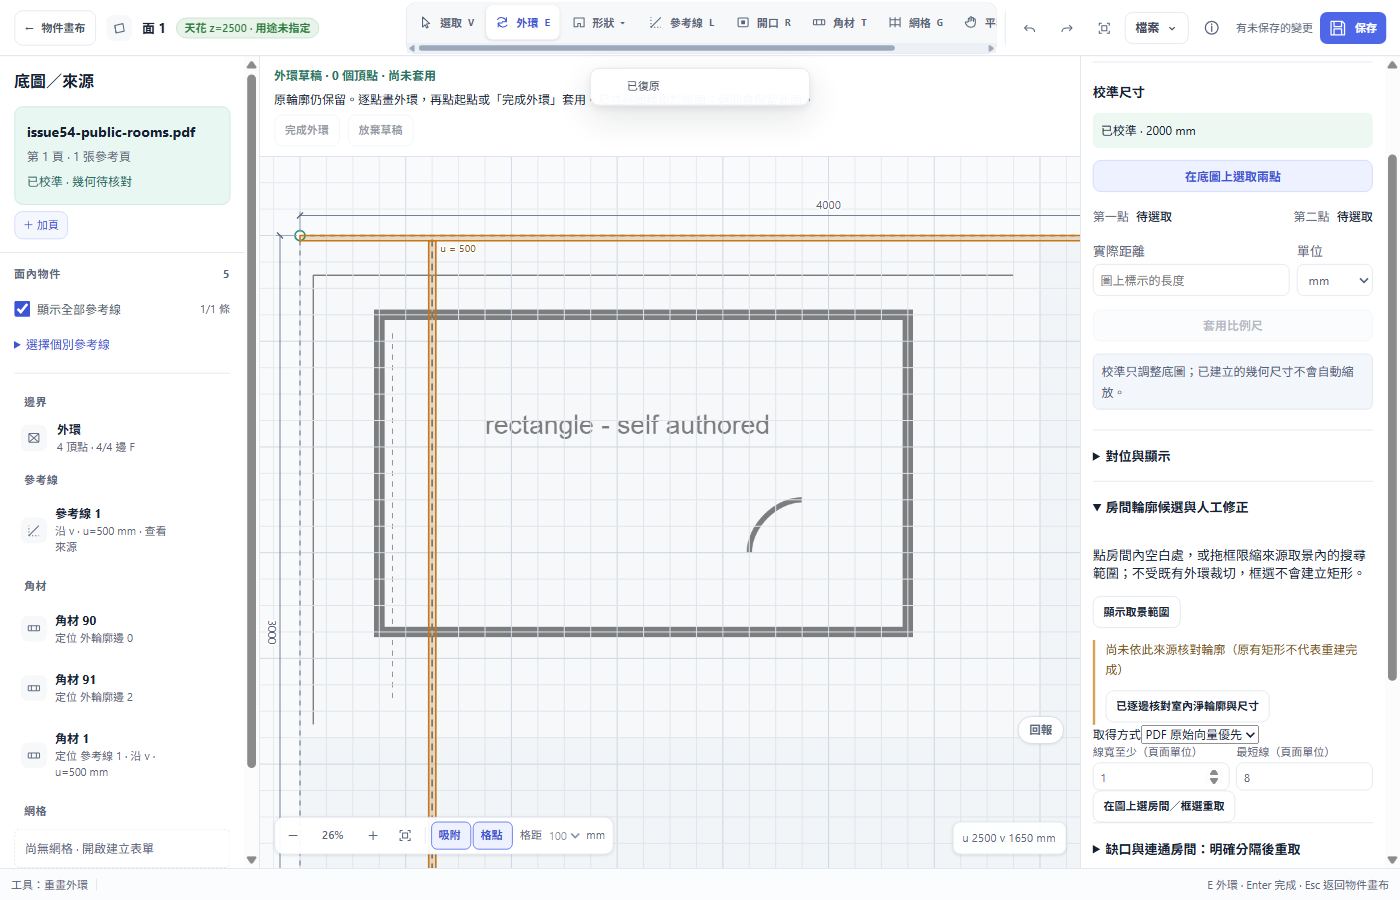 ← 物件畫布
面 1
天花 z=2500 · 用途未指定
選取 V
外環 E
形狀
參考線 L
開口 R
角材 T
網格 G
平
檔案
有未保存的變更
保存
底圖／來源
issue54-public-rooms.pdf
第 1 頁 · 1 張參考頁
已校準 · 幾何待核對
＋ 加頁
面內物件 5
顯示全部參考線 1/1 條
選擇個別參考線
邊界
外環
4 頂點 · 4/4 邊 F
參考線
參考線 1
沿 v · u=500 mm · 查看
來源
角材
角材 90
定位 外輪廓邊 0
角材 91
定位 外輪廓邊 2
角材 1
定位 參考線 1 · 沿 v ·
u=500 mm
網格
尚無網格 · 開啟建立表單
外環草稿 · 0 個頂點 · 尚未套用
原輪廓仍保留。逐點畫外環，再點起點或「完成外環」套用
已復原
完成外環
放棄草稿
4000
u = 500
rectangle - self authored
3000
回報
26%
吸附
格點
格距 100 mm
u 2500 v 1650 mm
校準尺寸
已校準 · 2000 mm
在底圖上選取兩點
第一點 待選取
第二點 待選取
實際距離
單位
圖上標示的長度
mm
套用比例尺
校準只調整底圖；已建立的幾何尺寸不會自動縮
放。
對位與顯示
房間輪廓候選與人工修正
點房間內空白處，或拖框限縮來源取景內的搜尋
範圍；不受既有外環裁切，框選不會建立矩形。
顯示取景範圍
尚未依此來源核對輪廓（原有矩形不代表重建完
成）
已逐邊核對室內淨輪廓與尺寸
取得方式 PDF 原始向量優先
線寬至少（頁面單位）
最短線（頁面單位）
1
8
在圖上選房間／框選重取
缺口與連通房間：明確分隔後重取
工具：重畫外環
E 外環 · Enter 完成 · Esc 返回物件畫布